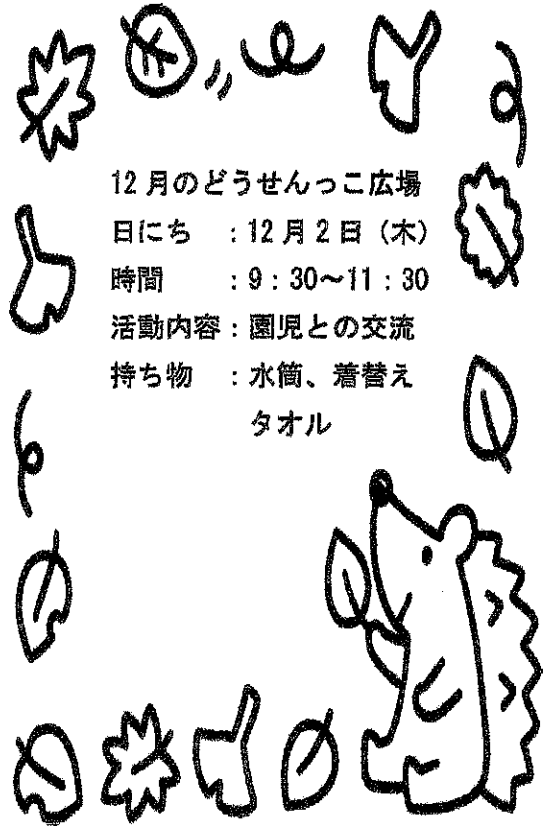 12月のどうせんっこ広場
日にち　：12月2日（木）
時間　　：9：30～11：30
活動内容：園児との交流
持ち物　：水筒、着替え
タオル